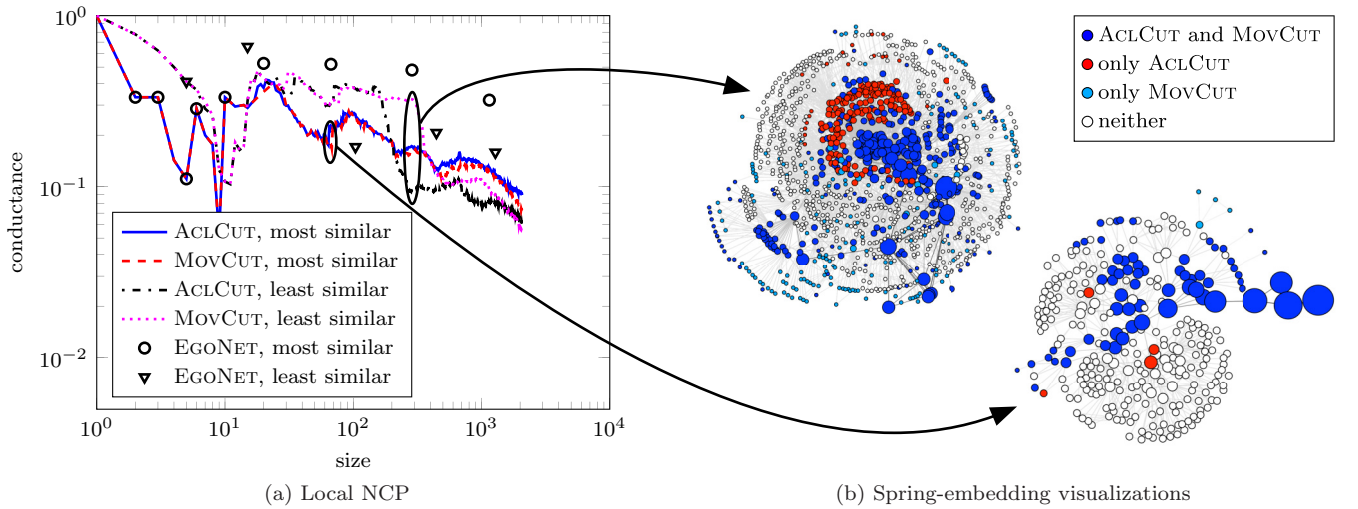 10^0
10^−1
10^−2
conductance
10^0
10^1
10^2
10^3
10^4
size
ACLCUT, most similar
MOVCUT, most similar
ACLCUT, least similar
MOVCUT, least similar
EGONET, most similar
EGONET, least similar
(a) Local NCP
ACLCUT and MOVCUT
only ACLCUT
only MOVCUT
neither
(b) Spring-embedding visualizations